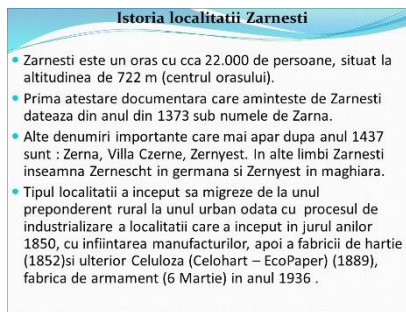 Istoria localitatii Zarnesti
Zarnesti este un oras cu cca 22.000 de persoane, situat la
altitudinea de 722 m (centrul orasului).
Prima atestare documentara care aminteste de Zarnesti
dateaza din anul din 1373 sub numele de Zarna.
Alte denumiri importante care mai apar dupa anul 1437
sunt : Zerna, Villa Czerne, Zernyest. In alte limbi Zarnesti
inseamna Zernescht in germana si Zernyest in maghiara.
Tipul localitatii a inceput sa migreze de la unul
preponderent rural la unul urban odata cu  procesul de
industrializare a localitatii care a inceput in jurul anilor
1850, cu infiintarea manufacturilor, apoi a fabricii de hartie
(1852)si ulterior Celuloza (Celohart – EcoPaper) (1889),
fabrica de armament (6 Martie) in anul 1936 .